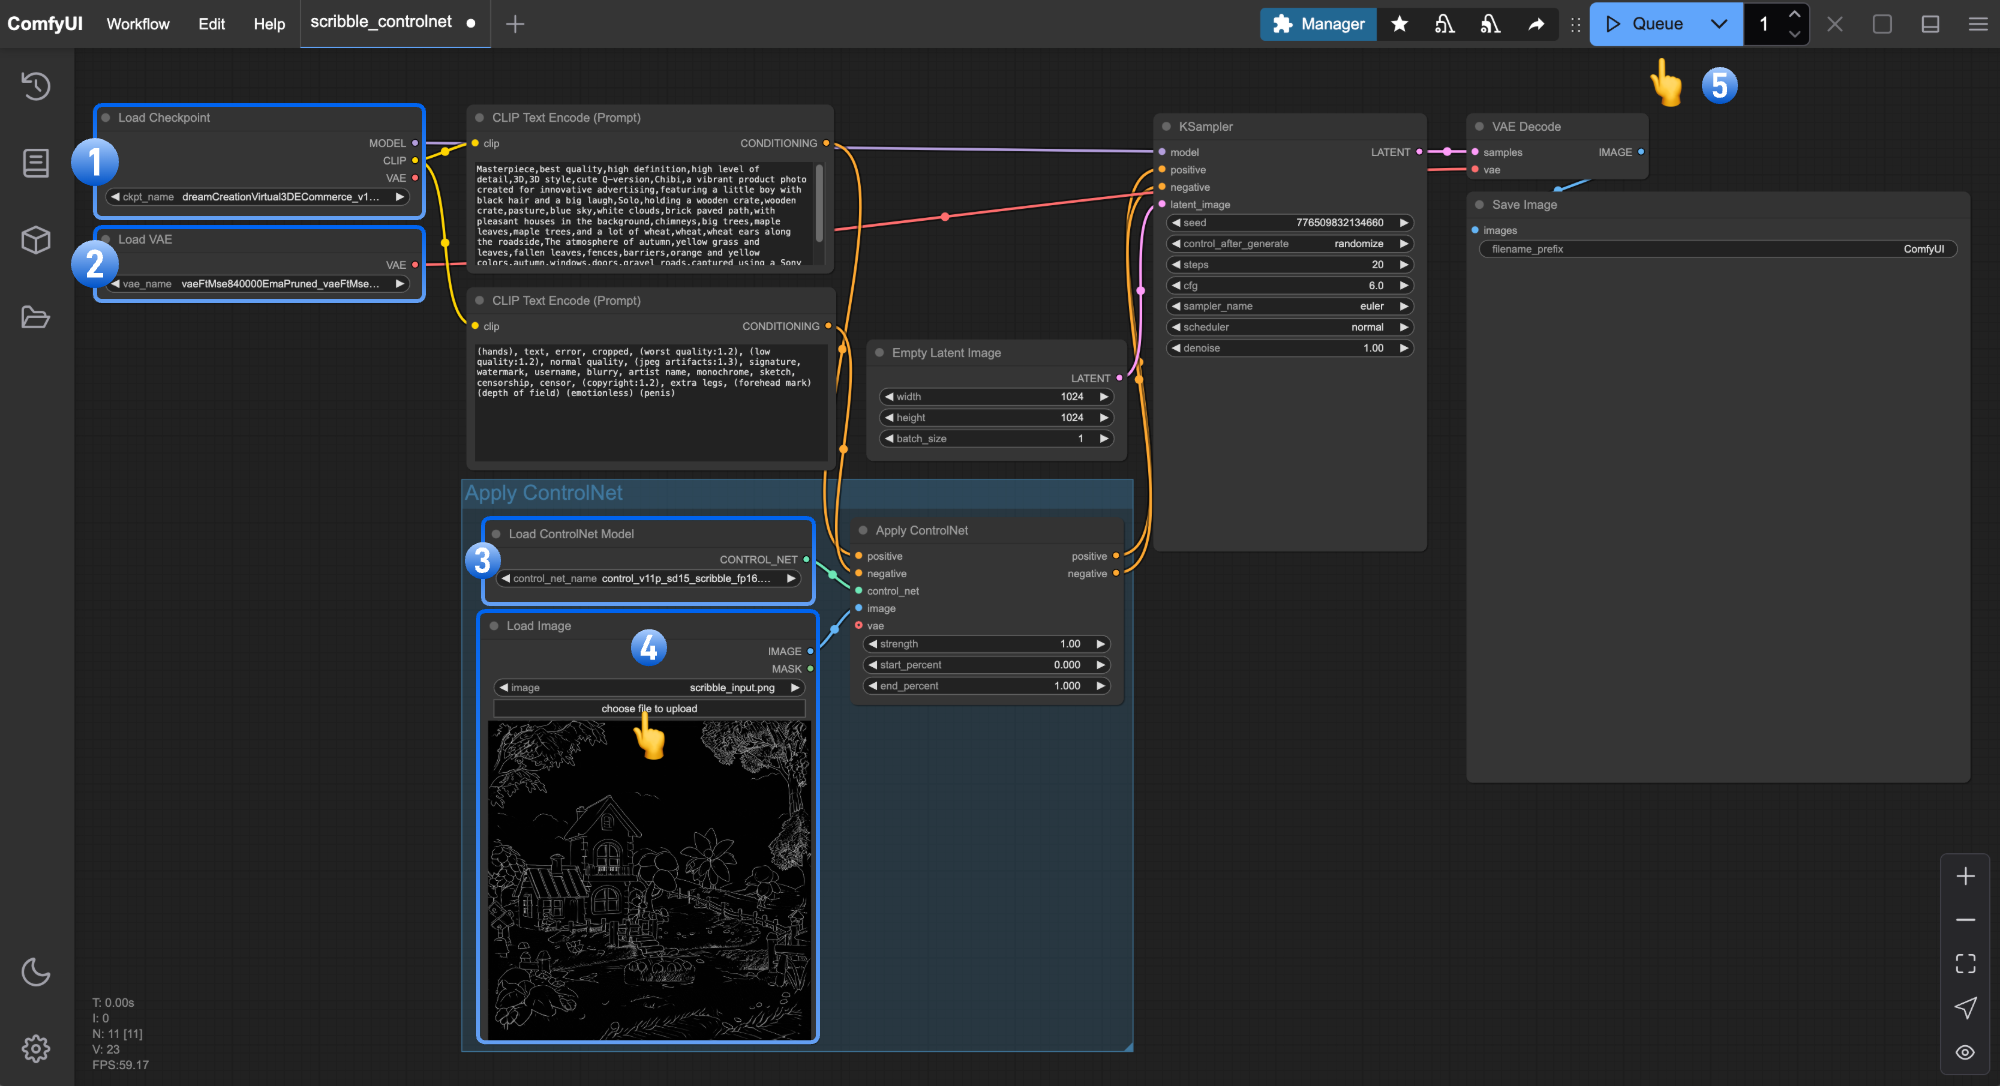 ComfyUI Workflow Edit Help scribble_controlnet
Manager Queue 1
5
Load Checkpoint
MODEL
CLIP
VAE
ckpt_name dreamCreationVirtual3DECommerce_v1...
1
Load VAE
VAE
vae_name vaeFtMse840000EmaPruned_vaeFtMse...
2
CLIP Text Encode (Prompt)
clip CONDITIONING
Masterpiece,best quality,high definition,high level of
detail,3D,3D style,cute Q-version,Chibi,a vibrant product photo
created for innovative advertising,featuring a little boy with
black hair and a big laugh,Solo,holding a wooden crate,wooden
crate,pasture,blue sky,white clouds,brick paved path,with
pleasant houses in the background,chimneys,big trees,maple
leaves,maple trees,and a lot of wheat,wheat,wheat ears along
the roadside,The atmosphere of autumn,yellow grass and
leaves,fallen leaves,fences,barriers,orange and yellow
colors,autumn,windows,doors,gravel roads,captured using a Sony
CLIP Text Encode (Prompt)
clip CONDITIONING
(hands), text, error, cropped, (worst quality:1.2), (low
quality:1.2), normal quality, (jpeg artifacts:1.3), signature,
watermark, username, blurry, artist name, monochrome, sketch,
censorship, censor, (copyright:1.2), extra legs, (forehead mark)
(depth of field) (emotionless) (penis)
Empty Latent Image
LATENT
width 1024
height 1024
batch_size 1
Apply ControlNet
Load ControlNet Model
CONTROL_NET
control_net_name control_v11p_sd15_scribble_fp16....
3
Load Image
4
IMAGE
MASK
image scribble_input.png
choose file to upload
Apply ControlNet
positive positive
negative negative
control_net
image
vae
strength 1.00
start_percent 0.000
end_percent 1.000
KSampler
model LATENT
positive
negative
latent_image
seed 776509832134660
control_after_generate randomize
steps 20
cfg 6.0
sampler_name euler
scheduler normal
denoise 1.00
VAE Decode
samples IMAGE
vae
Save Image
images
filename_prefix ComfyUI
T: 0.00s
I: 0
N: 11 [11]
V: 23
FPS:59.17